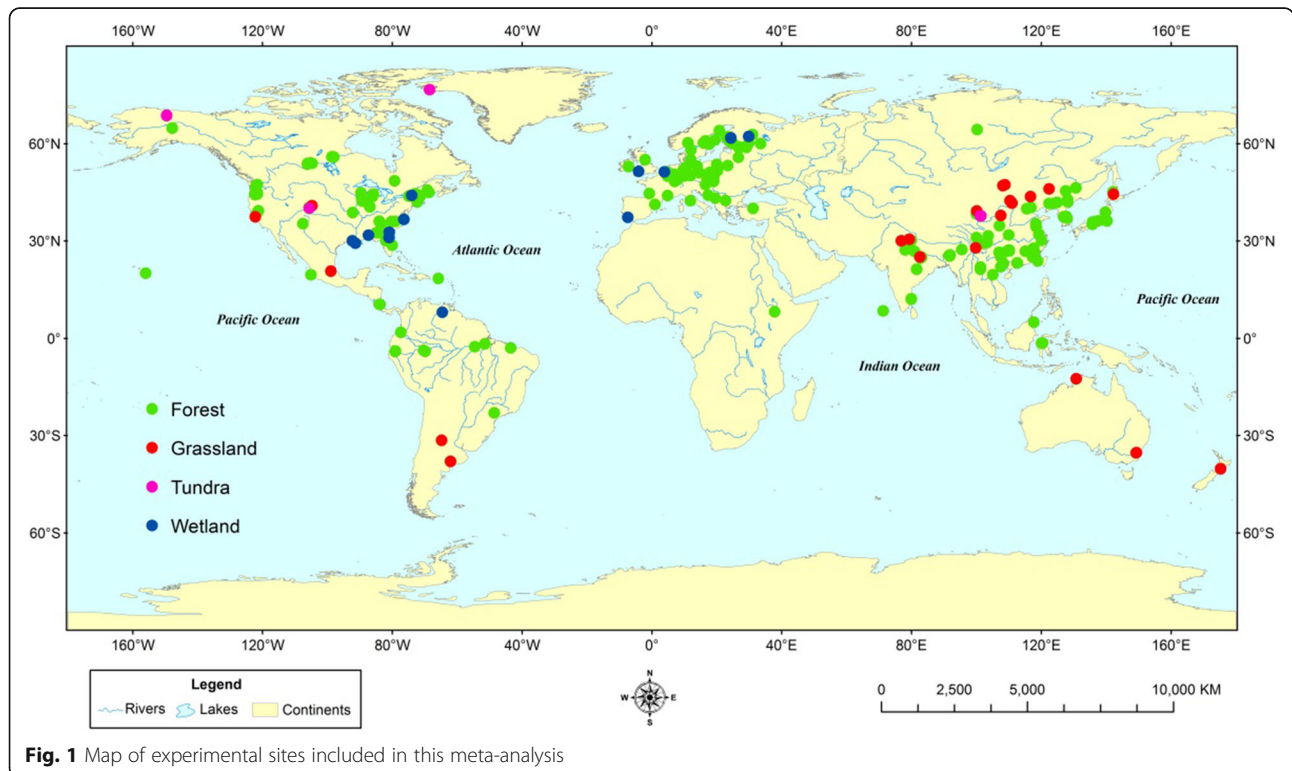 160°W 120°W 80°W 40°W 0° 40°E 80°E 120°E 160°E
60°N 60°N
30°N 30°N
Atlantic Ocean
Pacific Ocean
Pacific Ocean
0° 0°
Indian Ocean
Forest
30°S 30°S
Grassland
Tundra
Wetland
60°S 60°S
160°W 120°W 80°W 40°W 0° 40°E 80°E 120°E 160°E
Legend
Rivers Lakes Continents
N
W E
S
0 2,500 5,000 10,000 KM
Fig. 1 Map of experimental sites included in this meta-analysis